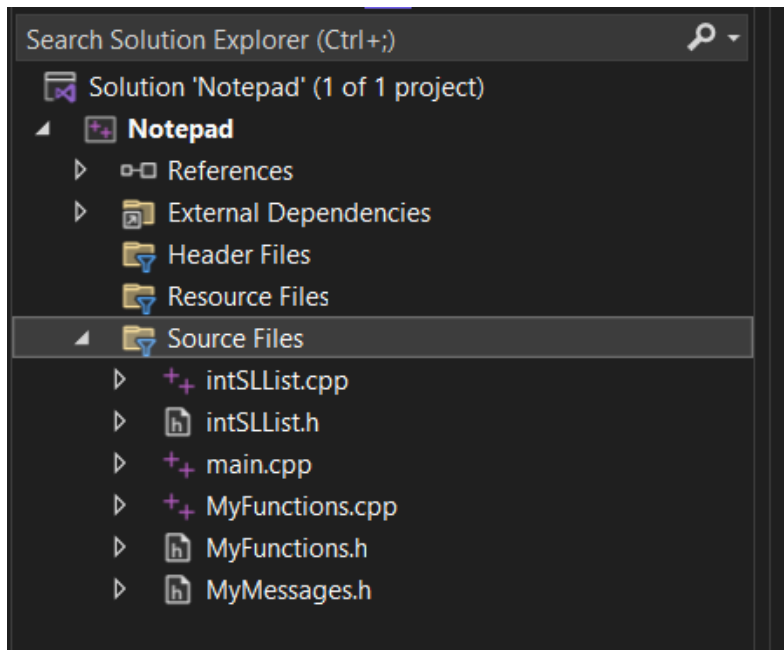 Search Solution Explorer (Ctrl+;)
Solution 'Notepad' (1 of 1 project)
Notepad
References
External Dependencies
Header Files
Resource Files
Source Files
intSLList.cpp
intSLList.h
main.cpp
MyFunctions.cpp
MyFunctions.h
MyMessages.h